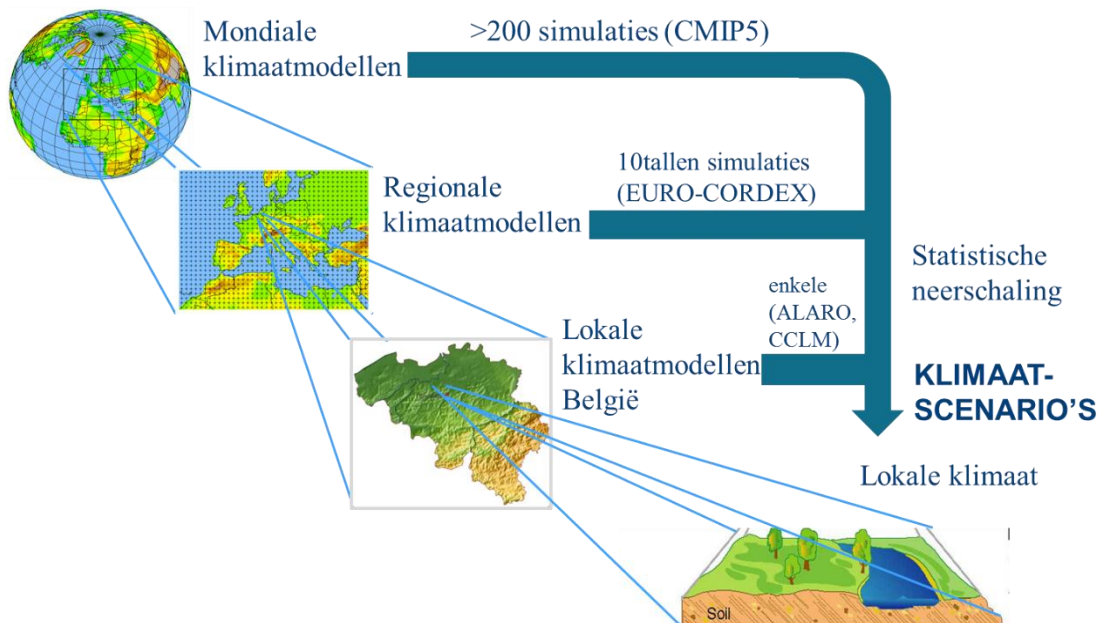 Mondiale
klimaatmodellen
>200 simulaties (CMIP5)
Regionale
klimaatmodellen
10tallen simulaties
(EURO-CORDEX)
Statistische
neerschaling
Lokale
klimaatmodellen
België
enkele
(ALARO,
CCLM)
KLIMAAT-
SCENARIO'S
Lokale klimaat
Soil